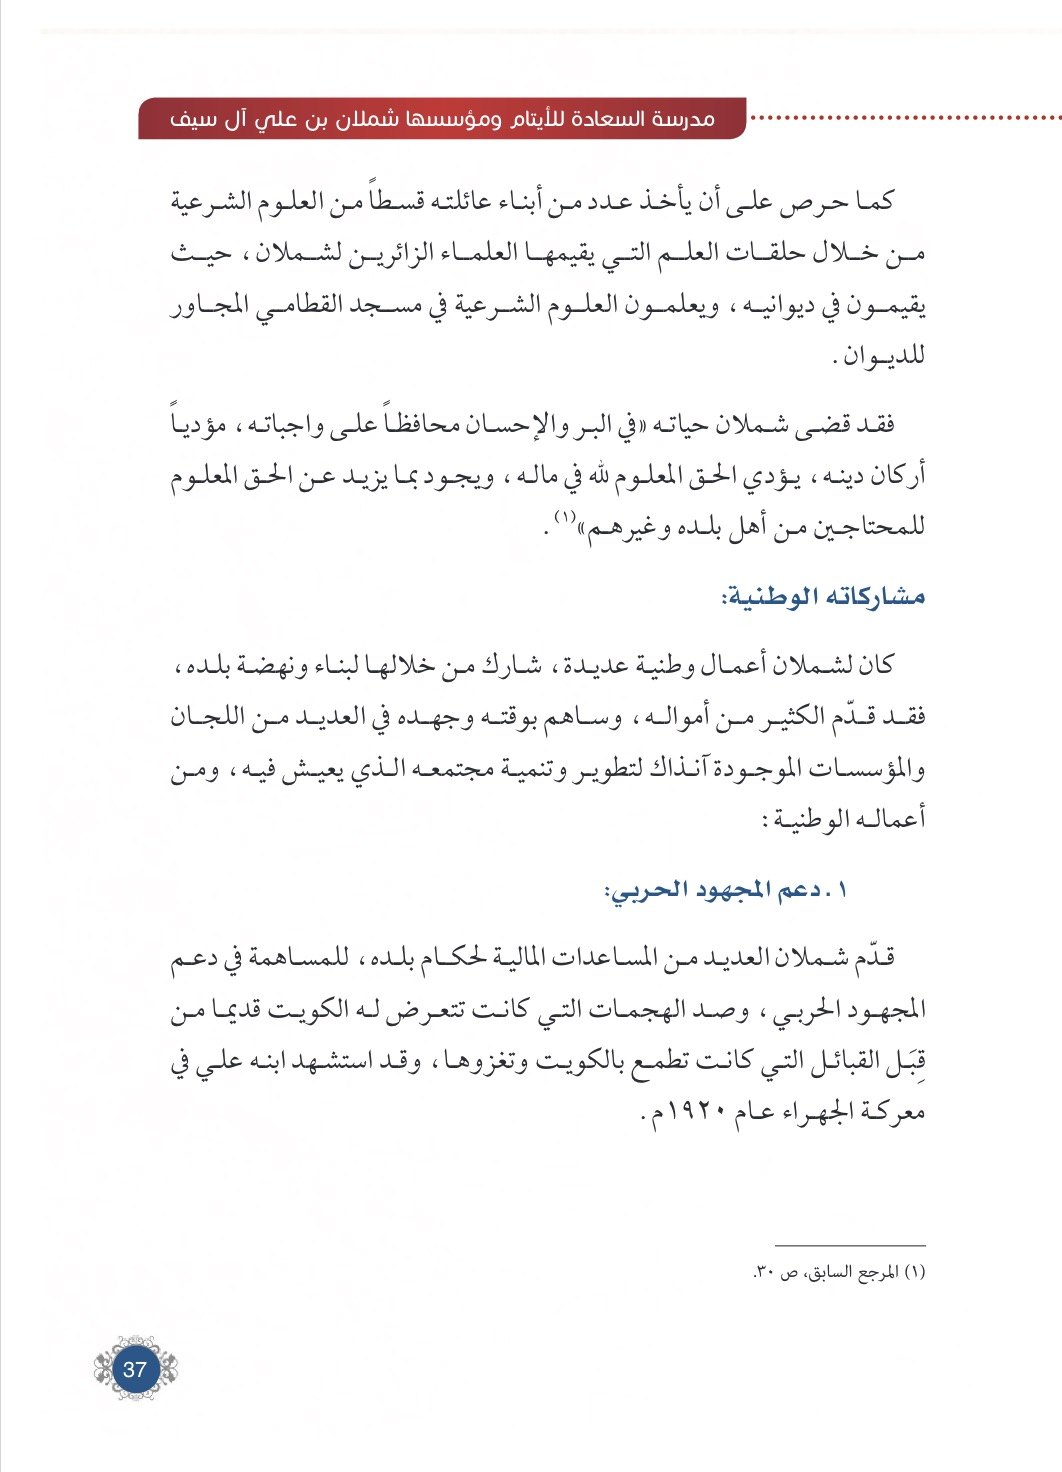 مدرسة السعادة للأيتام ومؤسسها شملان بن علي آل سيف
كما حرص على أن يأخذ عدد من أبناء عائلته قسطاً من العلوم الشرعية
من خلال حلقات العلم التي يقيمها العلماء الزائرين لشملان، حيث
يقيمون في ديوانيه، ويعلمون العلوم الشرعية في مسجد القطامي المجاور
للديوان.
فقد قضى شملان حياته «في البر والإحسان محافظاً على واجباته، مؤدياً
أركان دينه، يؤدي الحق المعلوم لله في ماله، ويجود بما يزيد عن الحق المعلوم
للمحتاجين من أهل بلده وغيرهم»(١).
مشاركاته الوطنية:
كان لشملان أعمال وطنية عديدة، شارك من خلالها لبناء ونهضة بلده،
فقد قدّم الكثير من أمواله، وساهم بوقته وجهده في العديد من اللجان
والمؤسسات الموجودة آنذاك لتطوير وتنمية مجتمعه الذي يعيش فيه، ومن
أعماله الوطنية:
١. دعم المجهود الحربي:
قدّم شملان العديد من المساعدات المالية لحكام بلده، للمساهمة في دعم
المجهود الحربي، وصد الهجمات التي كانت تتعرض له الكويت قديما من
قِبَل القبائل التي كانت تطمع بالكويت وتغزوها، وقد استشهد ابنه علي في
معركة الجهراء عام ١٩٢٠م.
(١) المرجع السابق، ص ٣٠.
37